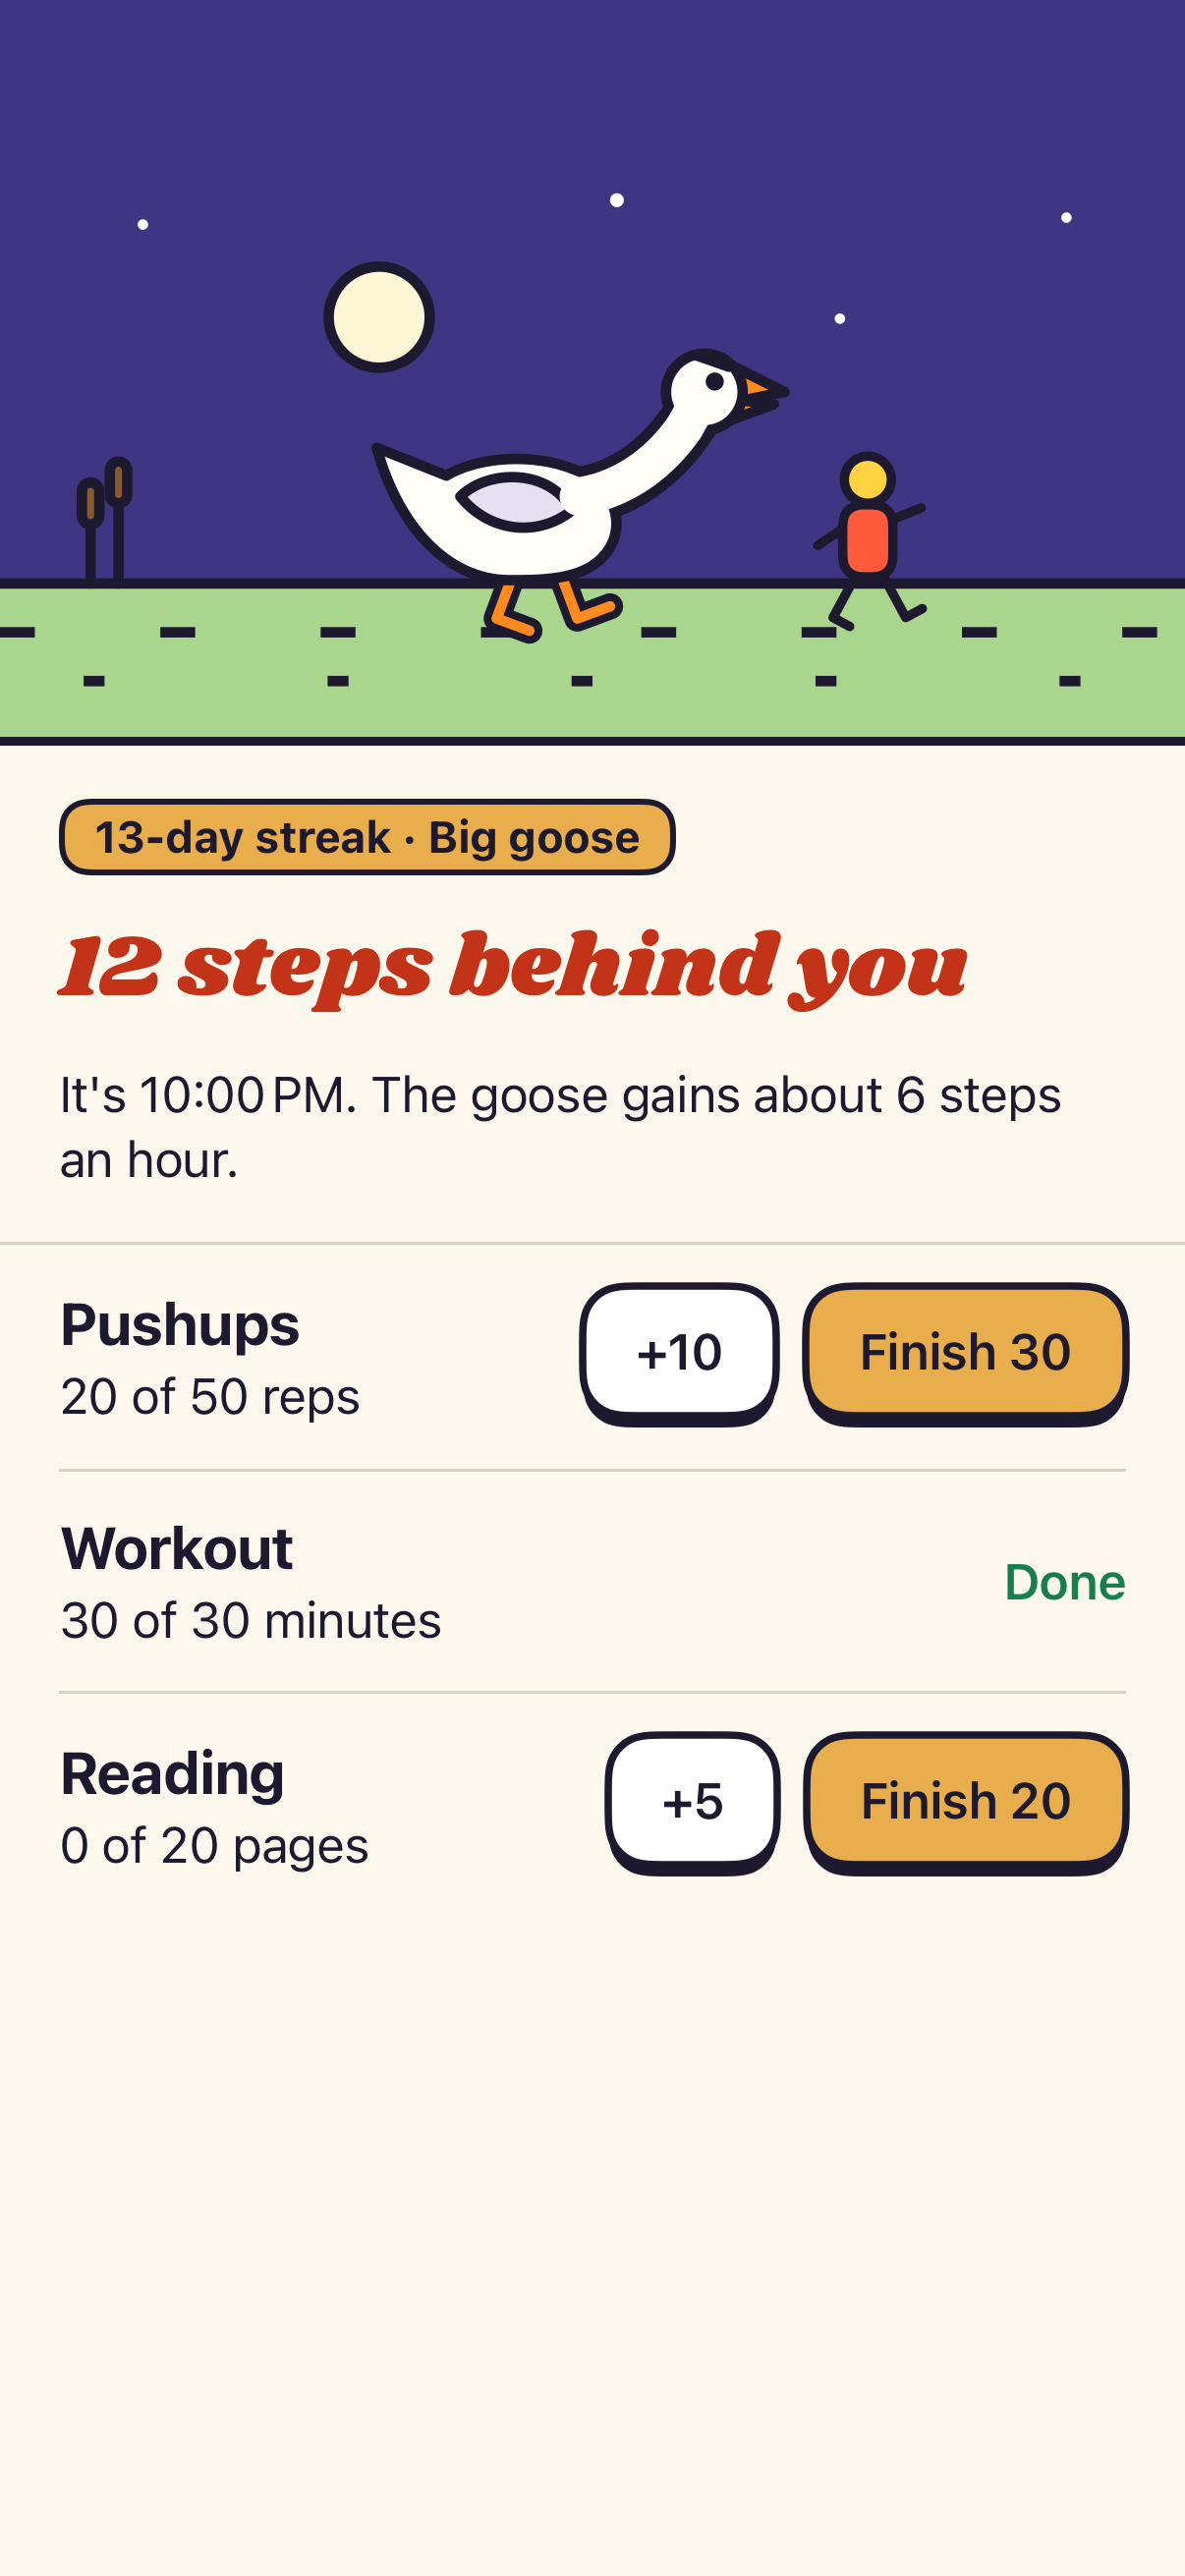 13-day streak · Big goose
12 steps behind you
It's 10:00 PM. The goose gains about 6 steps
an hour.
Pushups
20 of 50 reps
+10
Finish 30
Workout
30 of 30 minutes
Done
Reading
0 of 20 pages
+5
Finish 20